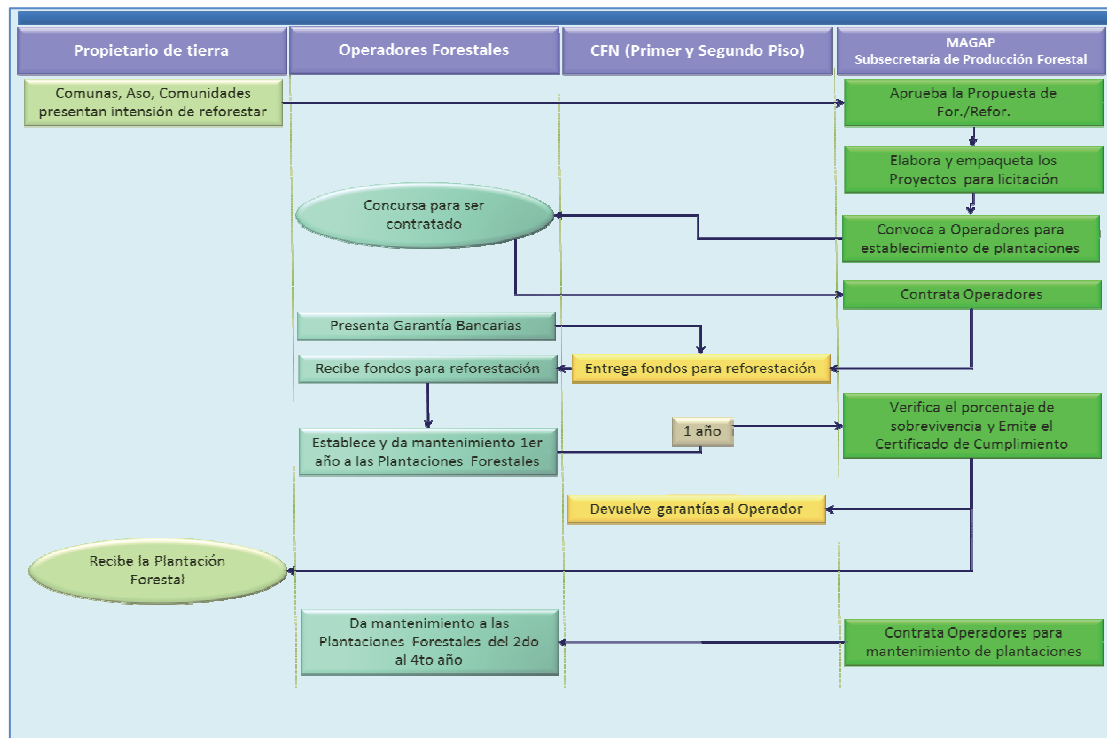 Propietario de tierra
Operadores Forestales
CFN (Primer y Segundo Piso)
MAGAP
Subsecretaría de Producción Forestal
Comunas, Aso, Comunidades
presentan intensión de reforestar
Aprueba la Propuesta de
For./Refor.
Elabora y empaqueta los
Proyectos para licitación
Concursa para ser
contratado
Convoca a Operadores para
establecimiento de plantaciones
Contrata Operadores
Presenta Garantía Bancarias
Recibe fondos para reforestación
Entrega fondos para reforestación
Establece y da mantenimiento 1er
año a las Plantaciones Forestales
1 año
Verifica el porcentaje de
sobrevivencia y Emite el
Certificado de Cumplimiento
Devuelve garantías al Operador
Recibe la Plantación
Forestal
Da mantenimiento a las
Plantaciones Forestales del 2do
al 4to año
Contrata Operadores para
mantenimiento de plantaciones